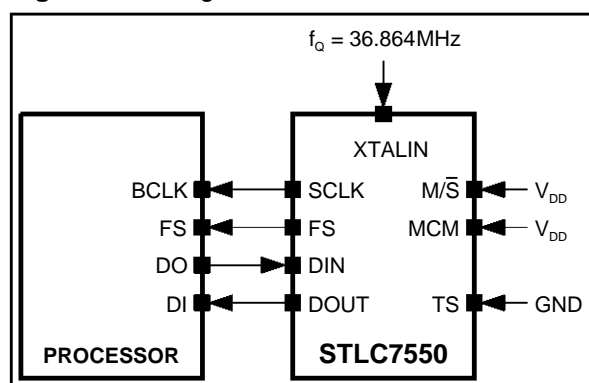 f_Q = 36.864MHz
XTALIN
BCLK SCLK M/S̅ V_DD
FS FS MCM V_DD
DO DIN
DI DOUT TS GND
PROCESSOR STLC7550